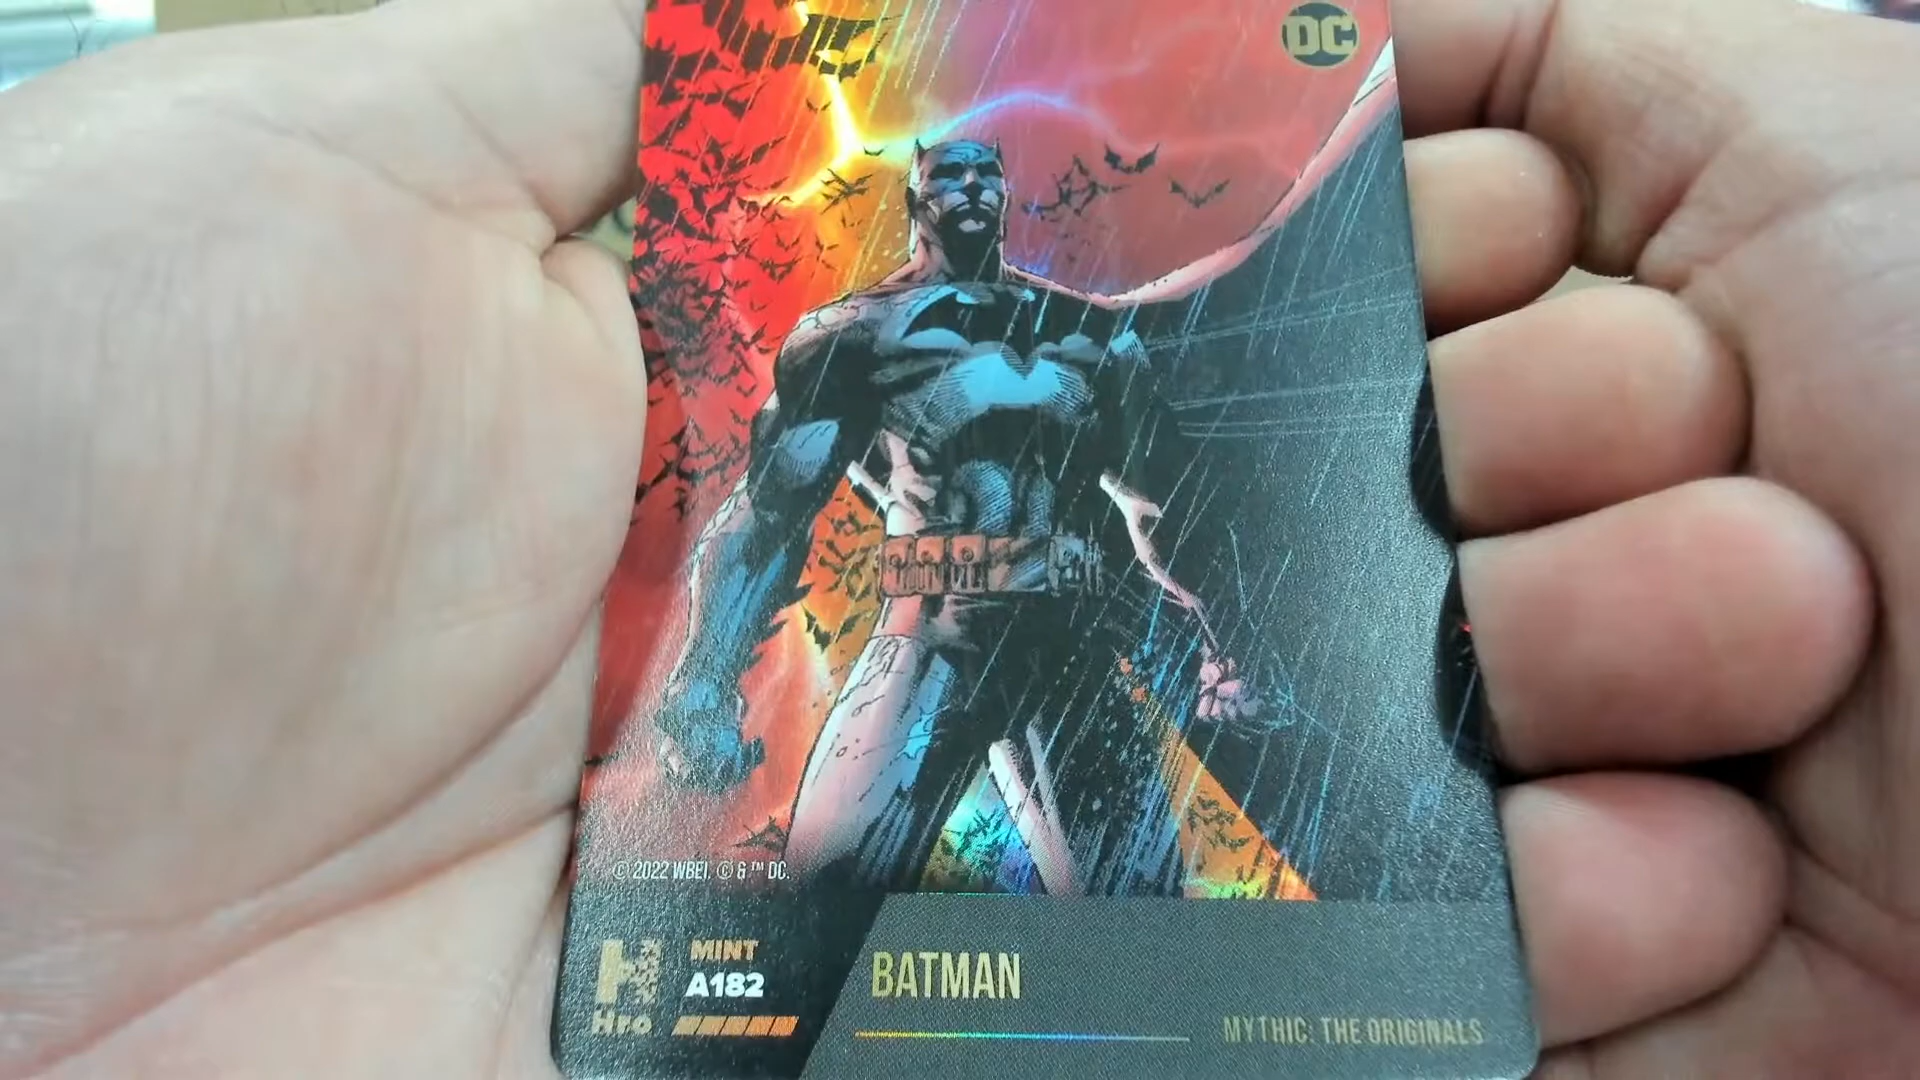 DC
© 2022 WBEI. © & ™ DC.
MINT
A182
Hro
BATMAN
MYTHIC: THE ORIGINALS